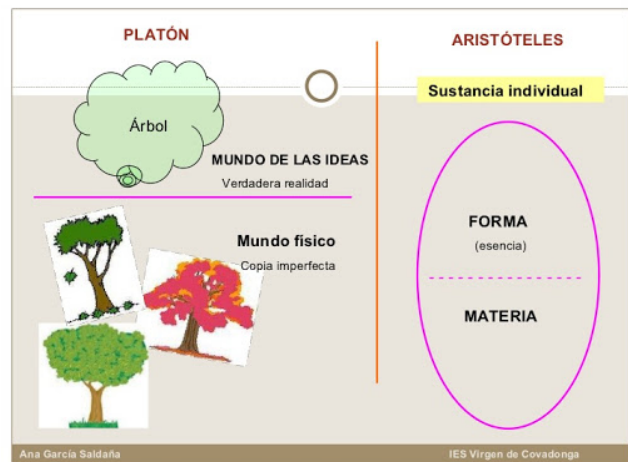 PLATÓN
Árbol
MUNDO DE LAS IDEAS
Verdadera realidad
Mundo físico
Copia imperfecta
ARISTÓTELES
Sustancia individual
FORMA
(esencia)
MATERIA
Ana García Saldaña
IES Virgen de Covadonga